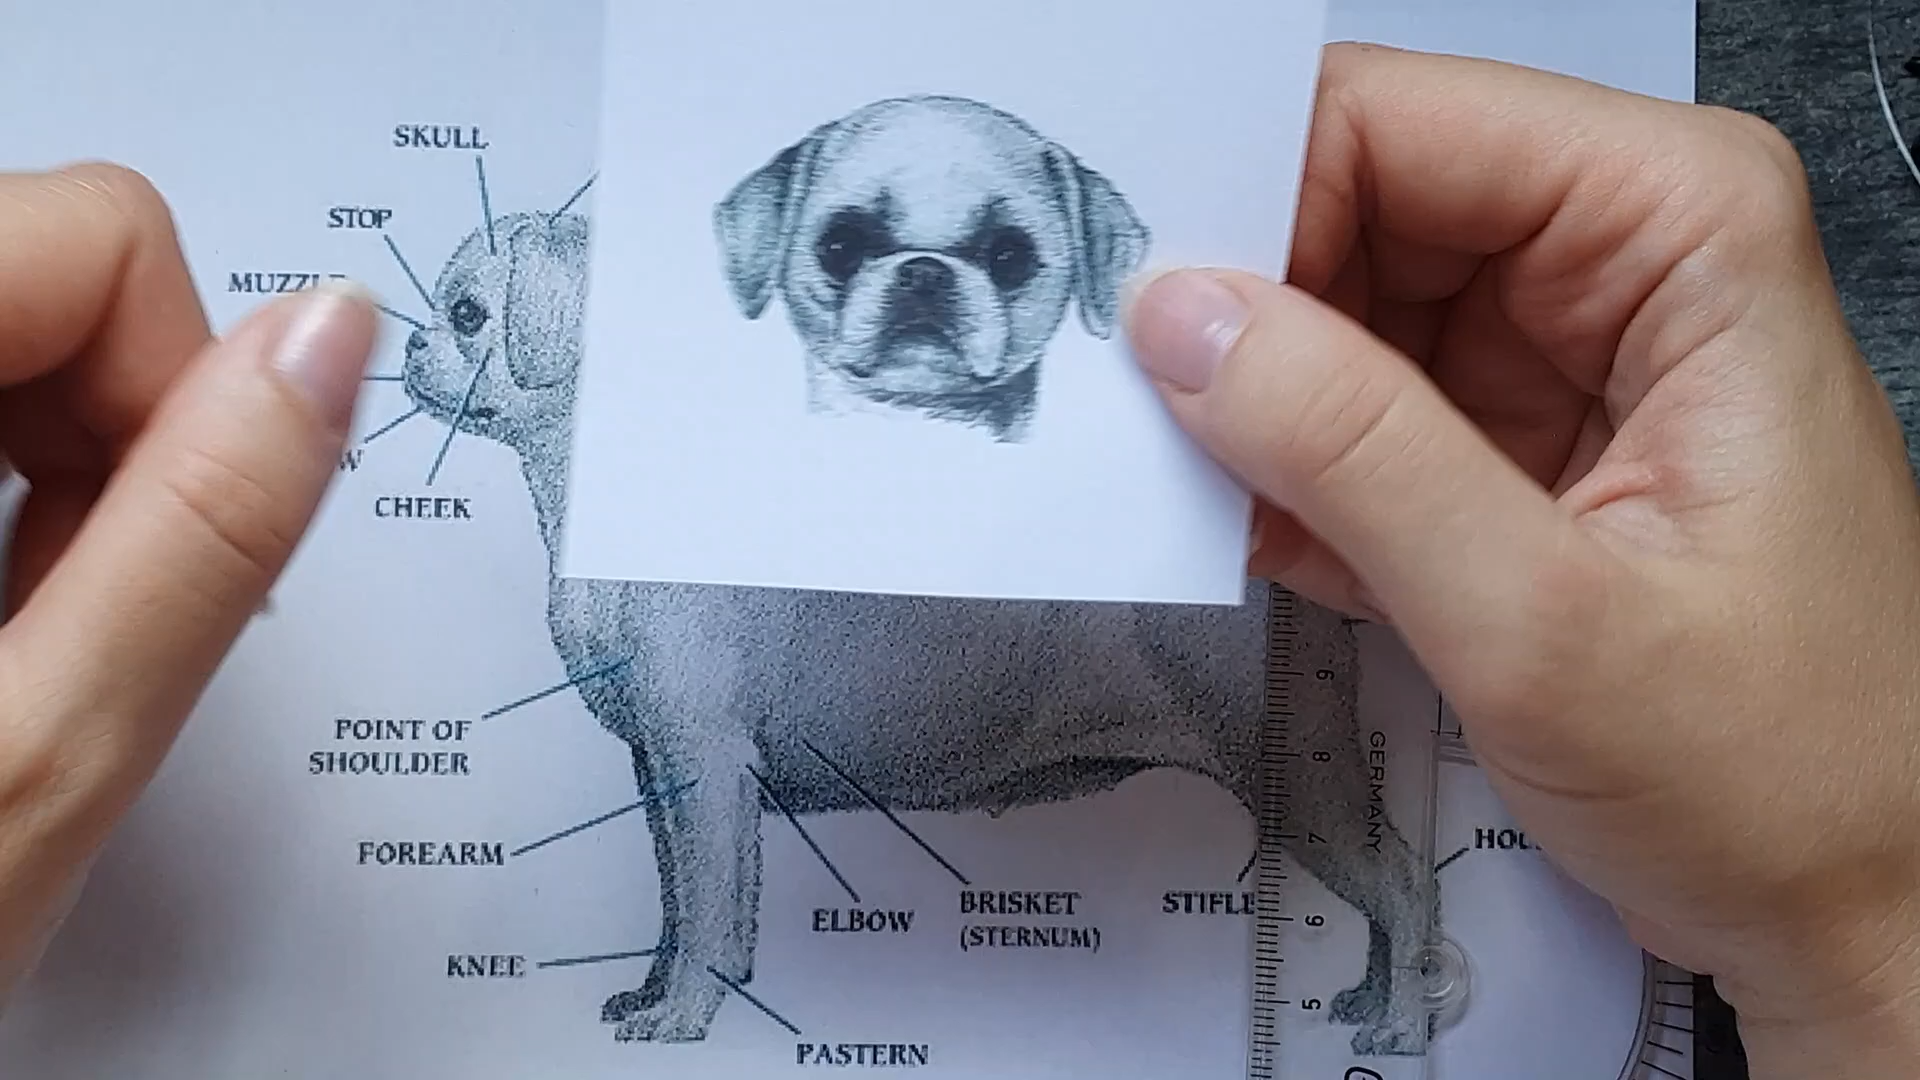 SKULL
STOP
MUZZLE
CHEEK
POINT OF
SHOULDER
FOREARM
ELBOW
BRISKET
(STERNUM)
STIFLE
KNEE
PASTERN
GERMANY
9
8
7
6
5